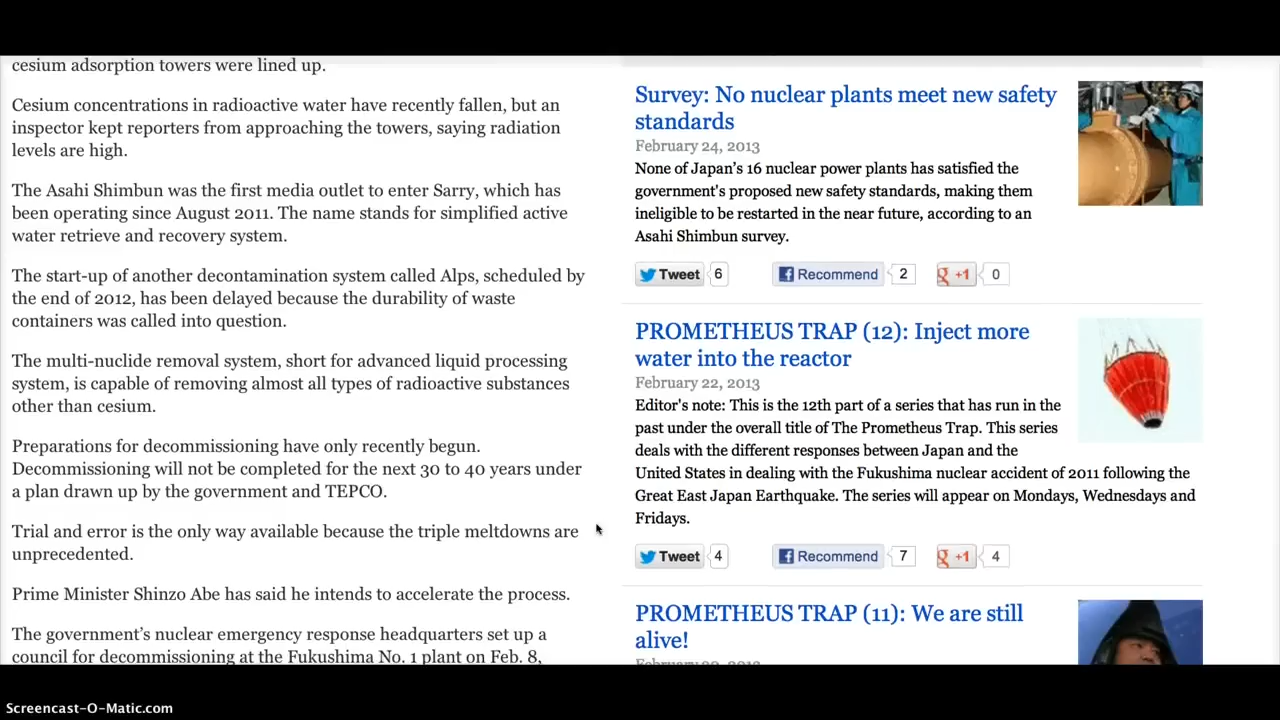 cesium adsorption towers were lined up.
Cesium concentrations in radioactive water have recently fallen, but an
inspector kept reporters from approaching the towers, saying radiation
levels are high.
The Asahi Shimbun was the first media outlet to enter Sarry, which has
been operating since August 2011. The name stands for simplified active
water retrieve and recovery system.
The start-up of another decontamination system called Alps, scheduled by
the end of 2012, has been delayed because the durability of waste
containers was called into question.
The multi-nuclide removal system, short for advanced liquid processing
system, is capable of removing almost all types of radioactive substances
other than cesium.
Preparations for decommissioning have only recently begun.
Decommissioning will not be completed for the next 30 to 40 years under
a plan drawn up by the government and TEPCO.
Trial and error is the only way available because the triple meltdowns are
unprecedented.
Prime Minister Shinzo Abe has said he intends to accelerate the process.
The government's nuclear emergency response headquarters set up a
council for decommissioning at the Fukushima No. 1 plant on Feb. 8,
Survey: No nuclear plants meet new safety
standards
February 24, 2013
None of Japan's 16 nuclear power plants has satisfied the
government's proposed new safety standards, making them
ineligible to be restarted in the near future, according to an
Asahi Shimbun survey.
Tweet 6 Recommend 2 g +1 0
PROMETHEUS TRAP (12): Inject more
water into the reactor
February 22, 2013
Editor's note: This is the 12th part of a series that has run in the
past under the overall title of The Prometheus Trap. This series
deals with the different responses between Japan and the
United States in dealing with the Fukushima nuclear accident of 2011 following the
Great East Japan Earthquake. The series will appear on Mondays, Wednesdays and
Fridays.
Tweet 4 Recommend 7 g +1 4
PROMETHEUS TRAP (11): We are still
alive!
Screencast-O-Matic.com